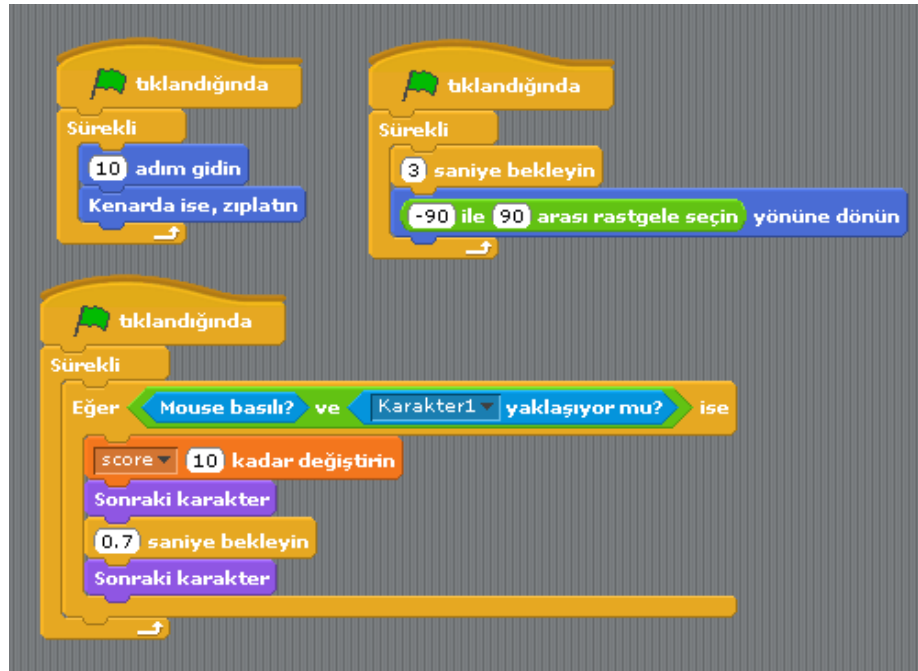 tıklandığında
Sürekli
10 adım gidin
Kenarda ise, zıplatın
tıklandığında
Sürekli
3 saniye bekleyin
-90 ile 90 arası rastgele seçin yönüne dönün
tıklandığında
Sürekli
Eğer Mouse basılı? ve Karakter1 yaklaşıyor mu? ise
score 10 kadar değiştirin
Sonraki karakter
0.7 saniye bekleyin
Sonraki karakter